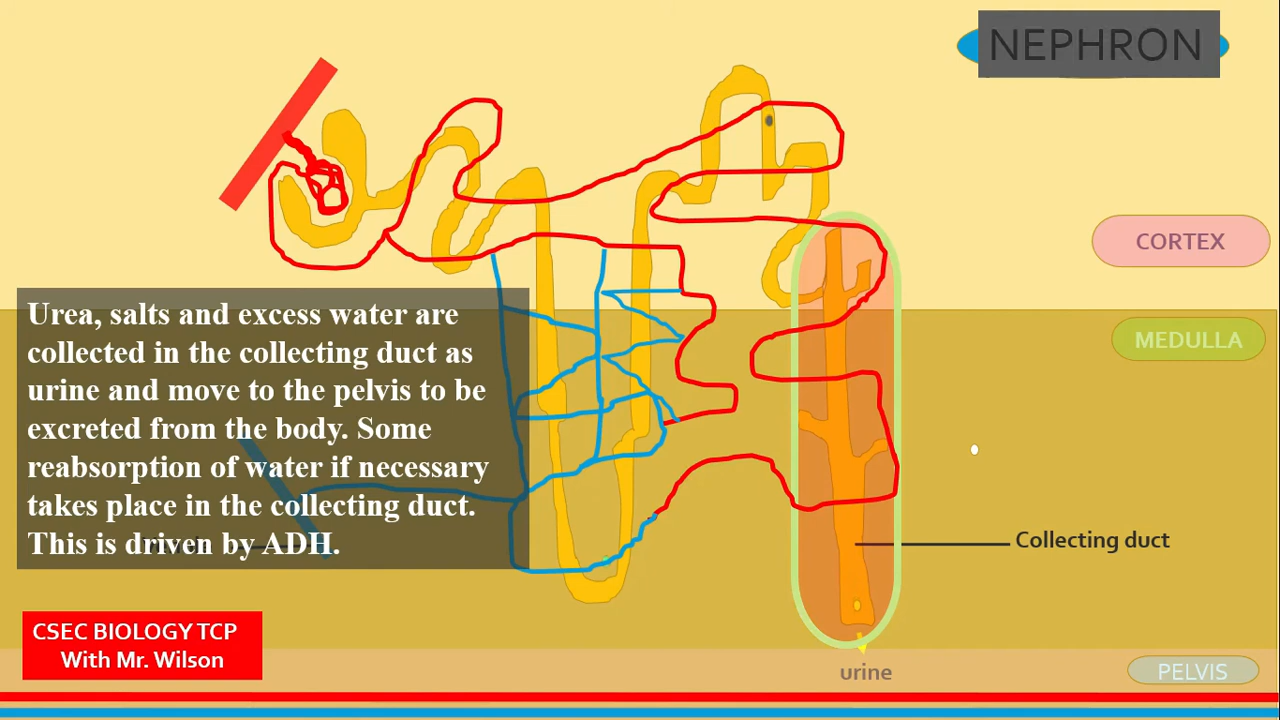 NEPHRON
CORTEX
MEDULLA
Urea, salts and excess water are
collected in the collecting duct as
urine and move to the pelvis to be
excreted from the body. Some
reabsorption of water if necessary
takes place in the collecting duct.
This is driven by ADH.
Collecting duct
CSEC BIOLOGY TCP
With Mr. Wilson
urine
PELVIS